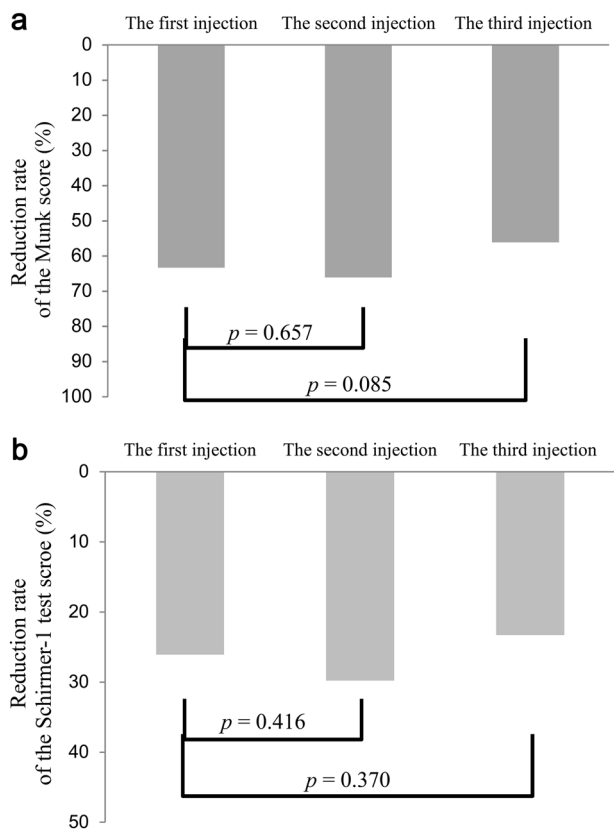 a
The first injection The second injection The third injection
0
10
20
30
40
50
60
70
80
90
100
Reduction rate
of the Munk score (%)
p = 0.657
p = 0.085
b
The first injection The second injection The third injection
0
10
20
30
40
50
Reduction rate
of the Schirmer-1 test scroe (%)
p = 0.416
p = 0.370